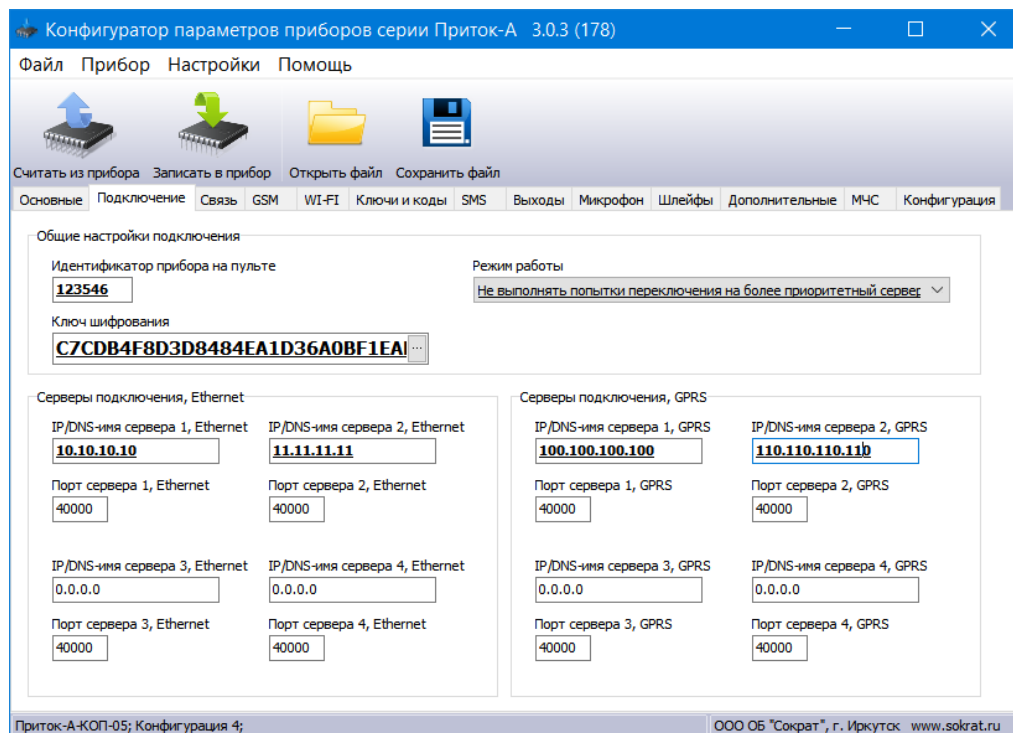 Конфигуратор параметров приборов серии Приток-А 3.0.3 (178)
Файл Прибор Настройки Помощь
Считать из прибора Записать в прибор Открыть файл Сохранить файл
Основные Подключение Связь GSM WI-FI Ключи и коды SMS Выходы Микрофон Шлейфы Дополнительные МЧС Конфигурация
Общие настройки подключения
Идентификатор прибора на пульте Режим работы
123546 Не выполнять попытки переключения на более приоритетный сервер
Ключ шифрования
C7CDB4F8D3D8484EA1D36A0BF1EA ...
Серверы подключения, Ethernet Серверы подключения, GPRS
IP/DNS-имя сервера 1, Ethernet IP/DNS-имя сервера 2, Ethernet IP/DNS-имя сервера 1, GPRS IP/DNS-имя сервера 2, GPRS
10.10.10.10 11.11.11.11 100.100.100.100 110.110.110.110
Порт сервера 1, Ethernet Порт сервера 2, Ethernet Порт сервера 1, GPRS Порт сервера 2, GPRS
40000 40000 40000 40000
IP/DNS-имя сервера 3, Ethernet IP/DNS-имя сервера 4, Ethernet IP/DNS-имя сервера 3, GPRS IP/DNS-имя сервера 4, GPRS
0.0.0.0 0.0.0.0 0.0.0.0 0.0.0.0
Порт сервера 3, Ethernet Порт сервера 4, Ethernet Порт сервера 3, GPRS Порт сервера 4, GPRS
40000 40000 40000 40000
Приток-А-КОП-05; Конфигурация 4; ООО ОБ "Сократ", г. Иркутск www.sokrat.ru